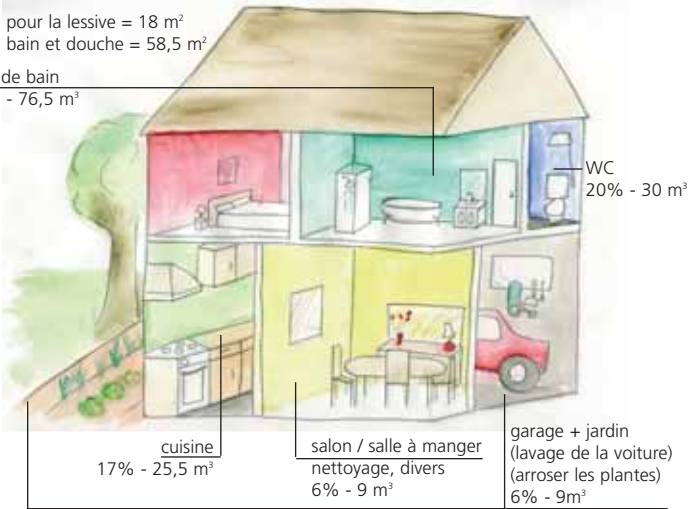 pour la lessive = 18 m²
bain et douche = 58,5 m²
de bain
- 76,5 m³
WC
20% - 30 m³
cuisine
17% - 25,5 m³
salon / salle à manger
nettoyage, divers
6% - 9 m³
garage + jardin
(lavage de la voiture)
(arroser les plantes)
6% - 9m³